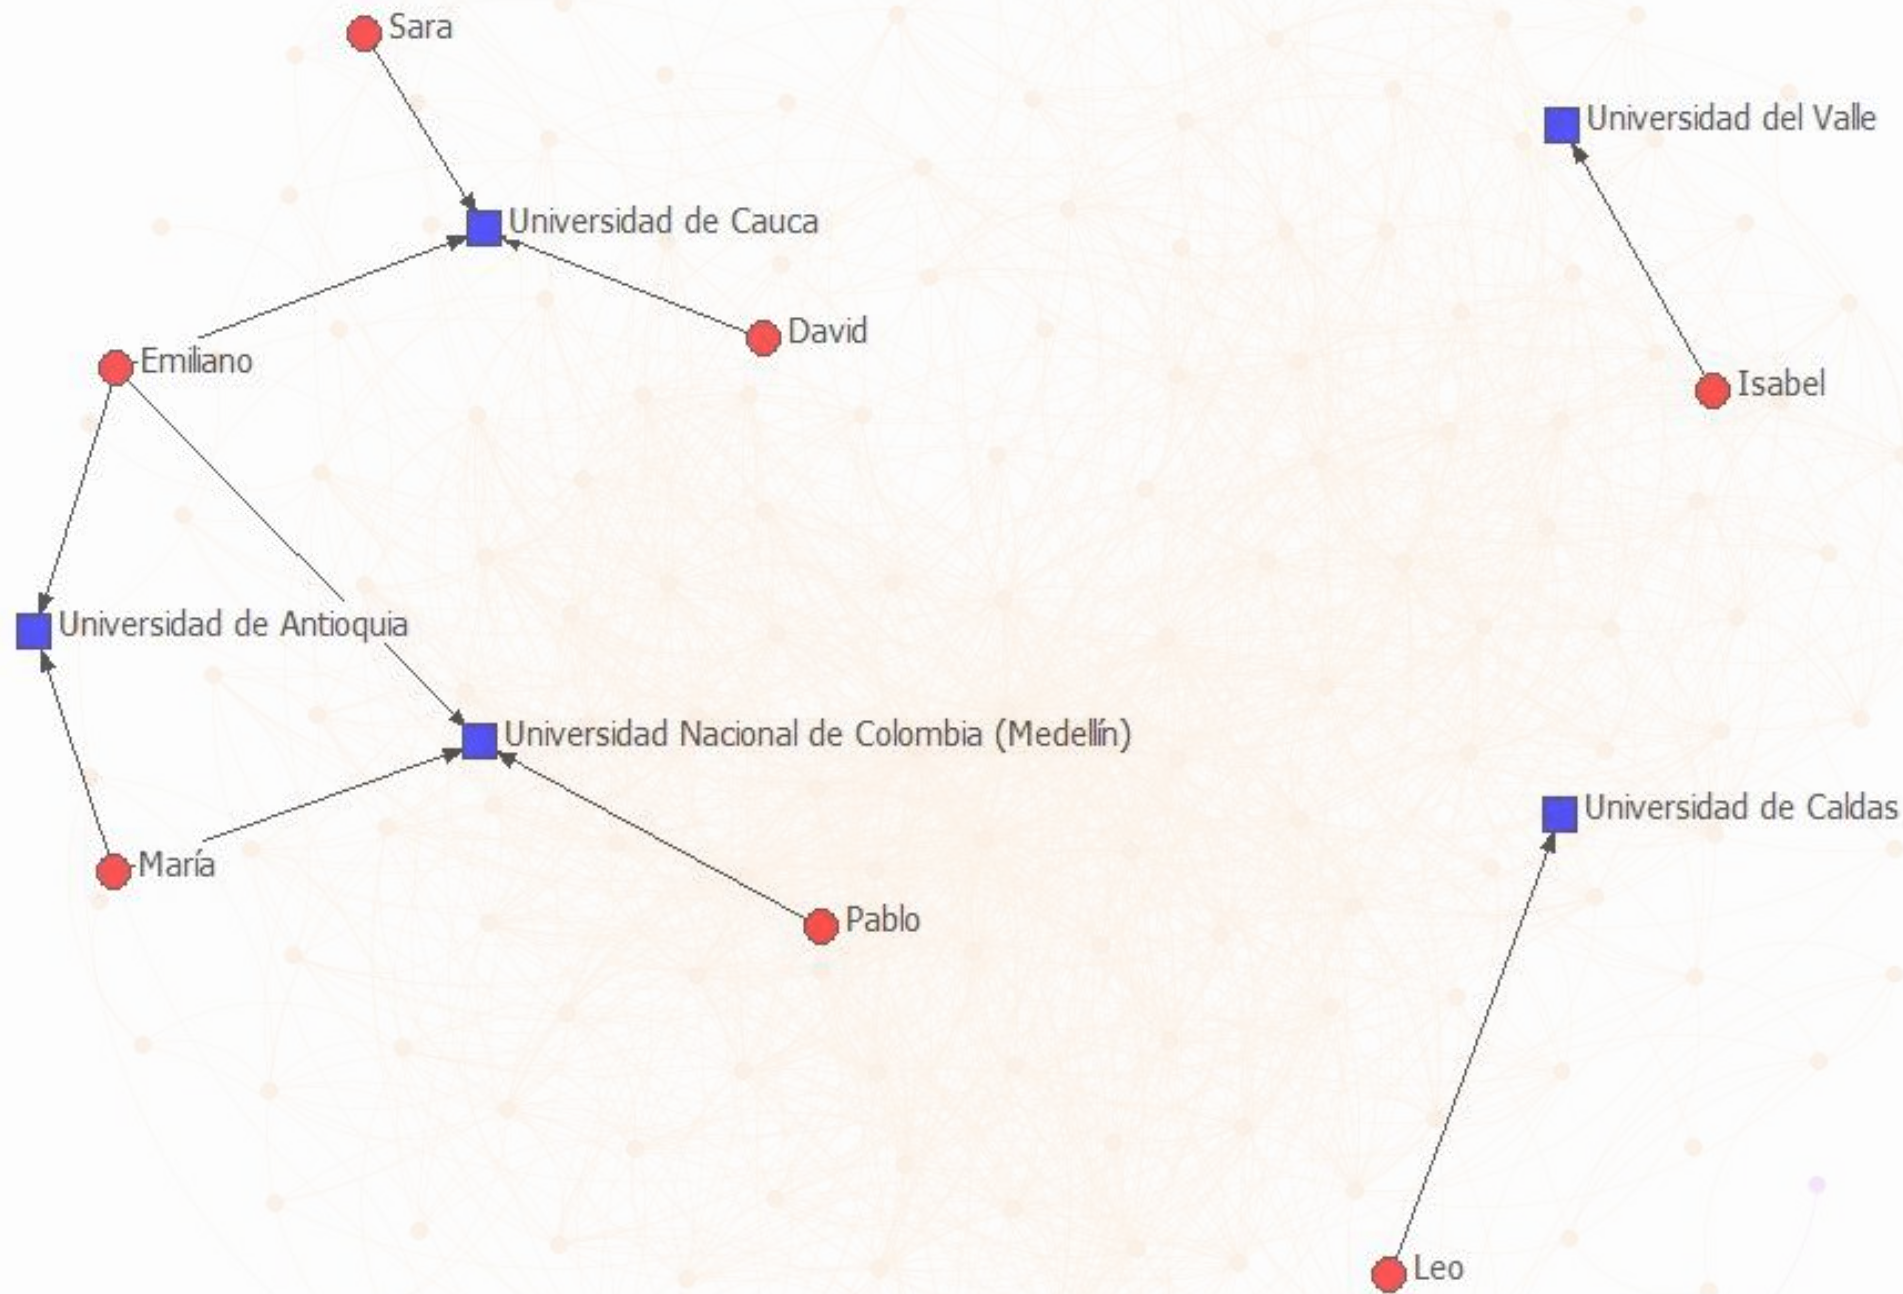 Sara
Universidad del Valle
Universidad de Cauca
David
Emiliano
Isabel
Universidad de Antioquia
Universidad Nacional de Colombia (Medellín)
Universidad de Caldas
María
Pablo
Leo